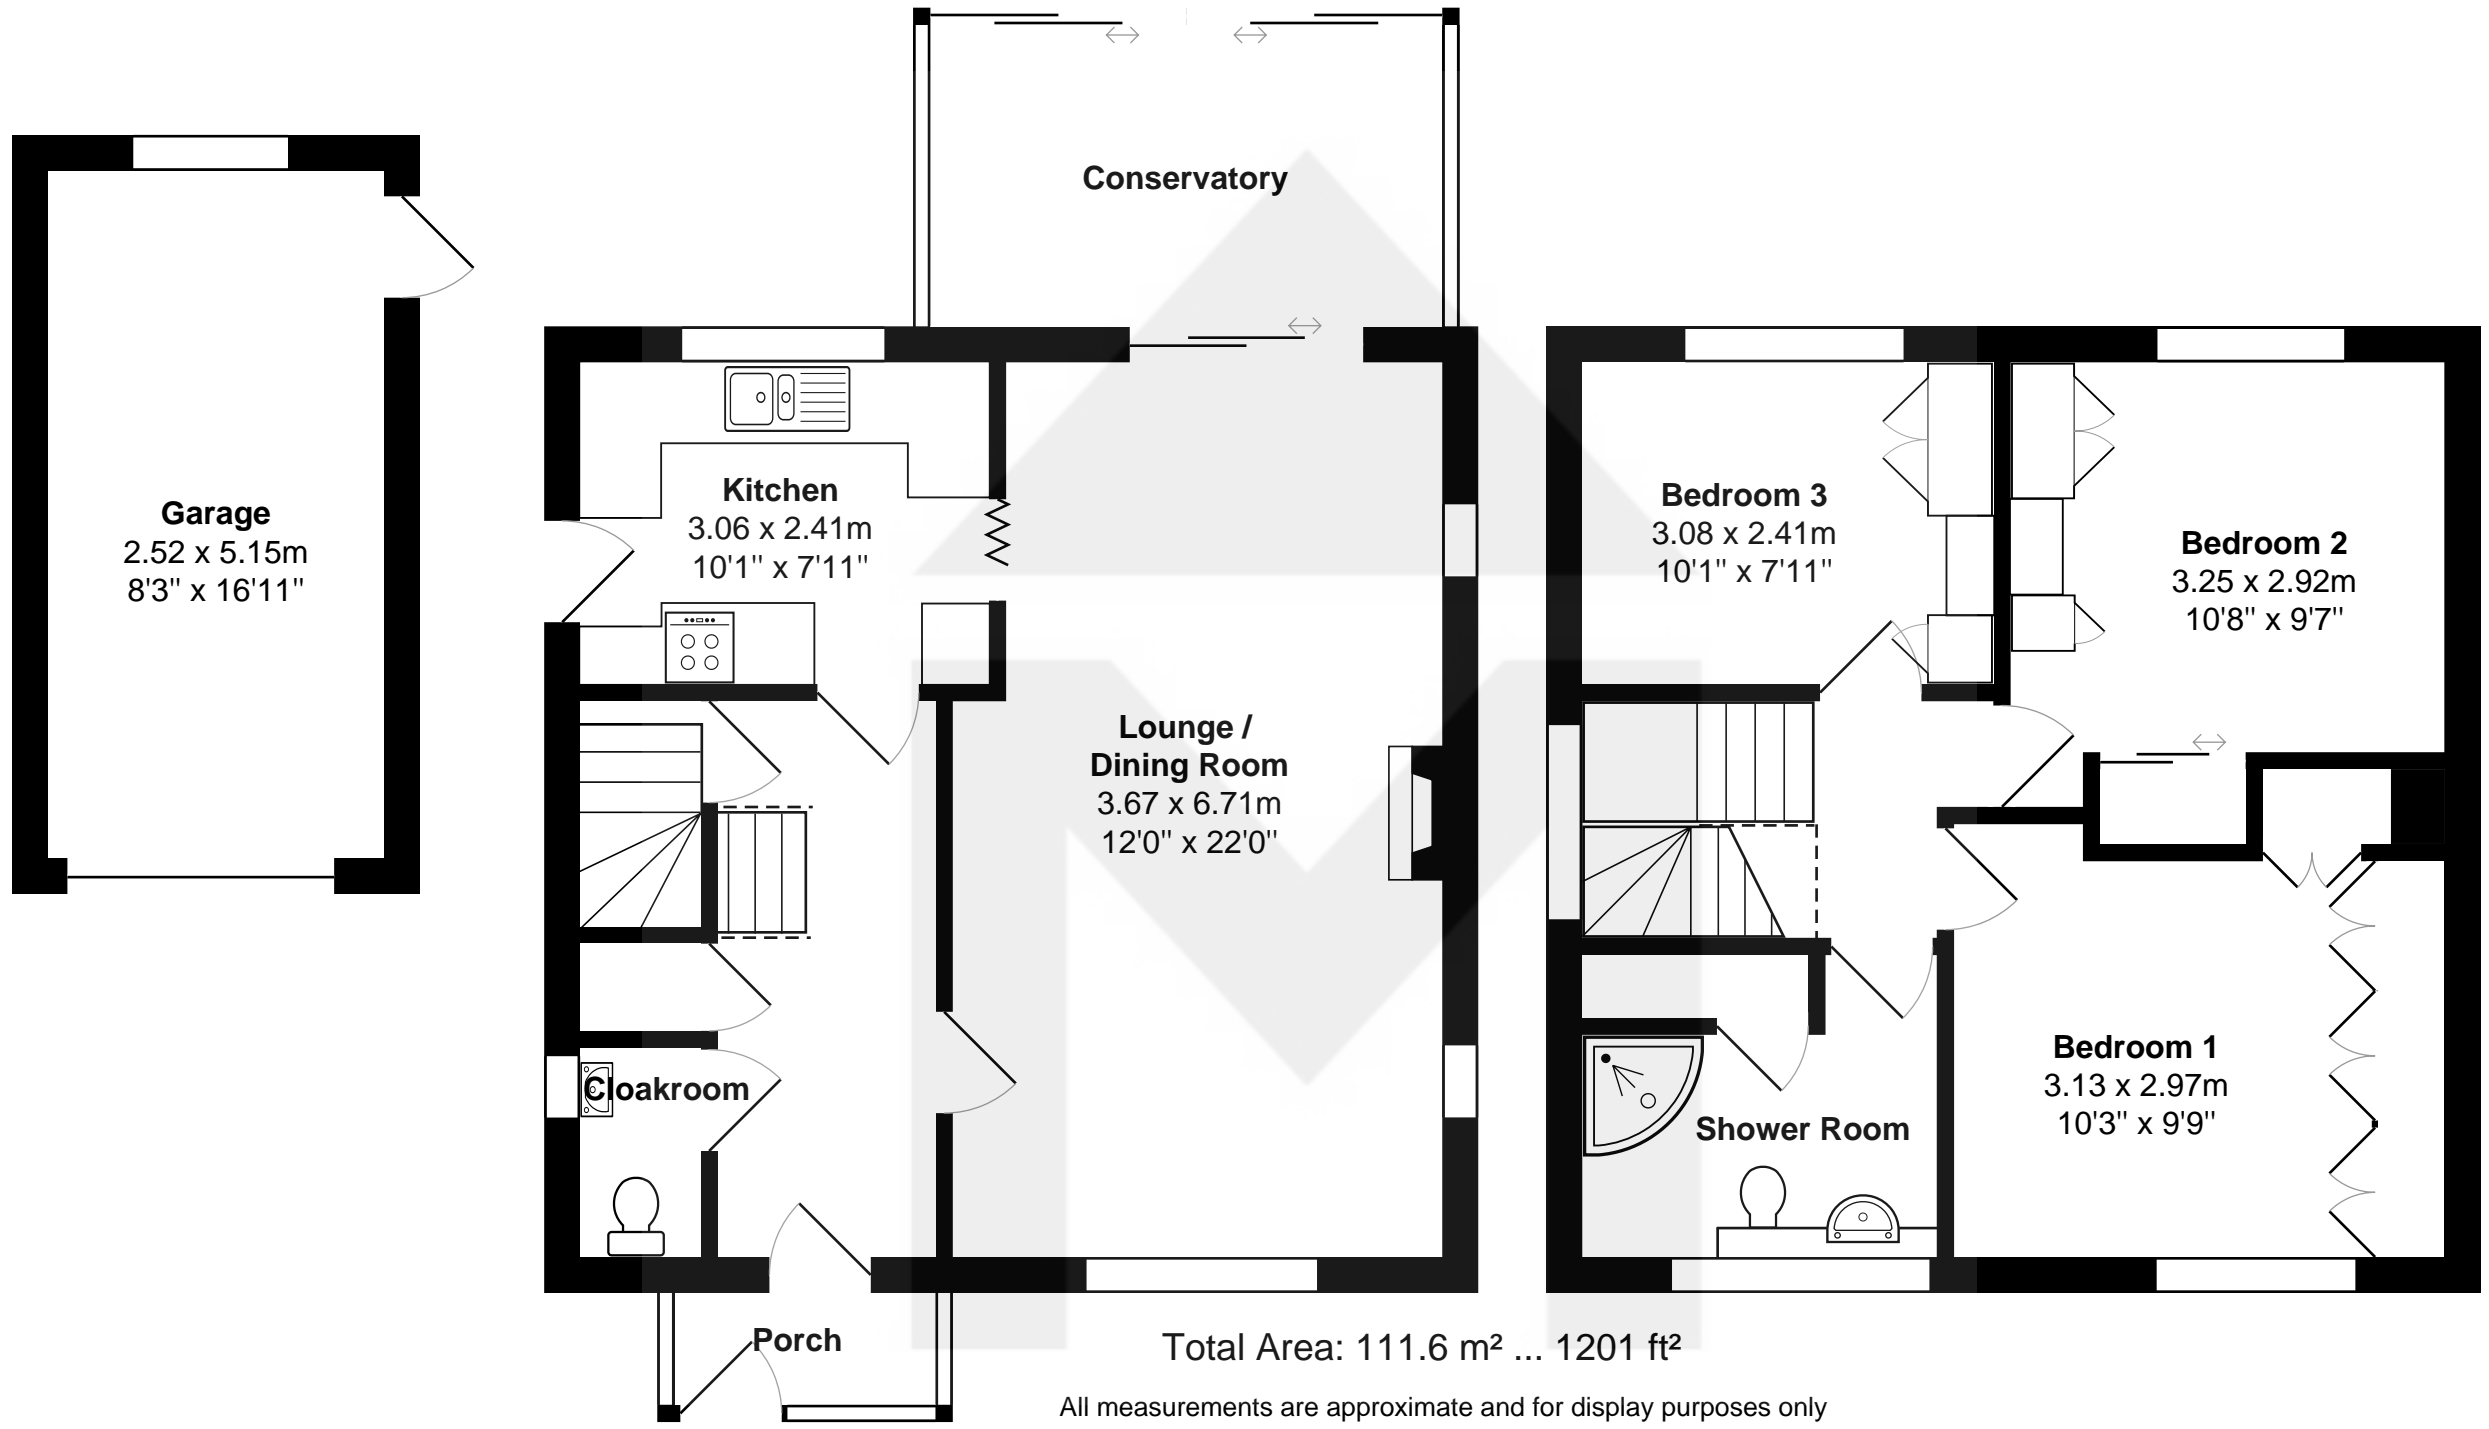 Conservatory
Garage
2.52 x 5.15m
8'3" x 16'11"
Kitchen
3.06 x 2.41m
10'1" x 7'11"
Lounge /
Dining Room
3.67 x 6.71m
12'0" x 22'0"
Cloakroom
Porch
Bedroom 3
3.08 x 2.41m
10'1" x 7'11"
Bedroom 2
3.25 x 2.92m
10'8" x 9'7"
Bedroom 1
3.13 x 2.97m
10'3" x 9'9"
Shower Room
Total Area: 111.6 m² ... 1201 ft²
All measurements are approximate and for display purposes only